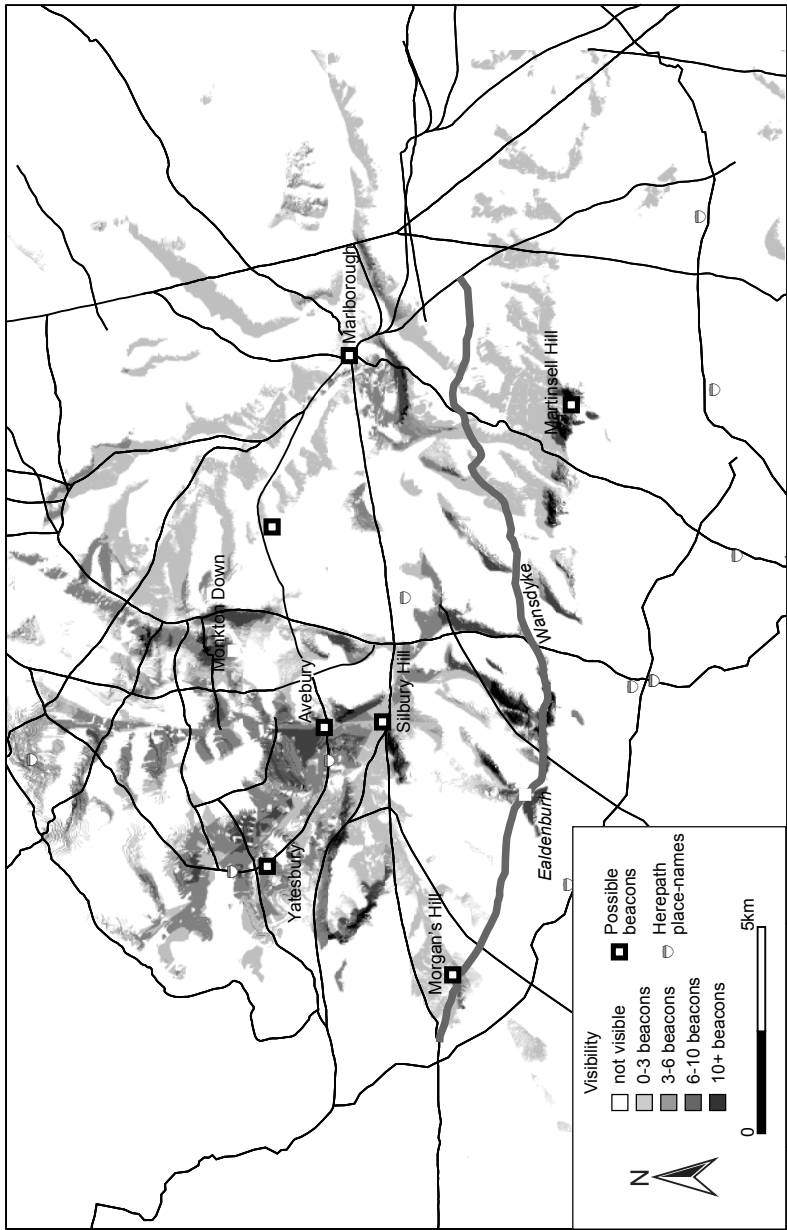 Marlborough
Monkton Down
Avebury
Silbury Hill
Yatesbury
Martinsell Hill
Wansdyke
Ealdenburh
Morgan's Hill
Visibility
not visible
0-3 beacons
3-6 beacons
6-10 beacons
10+ beacons
Possible
beacons
Herepath
place-names
N
0
5km